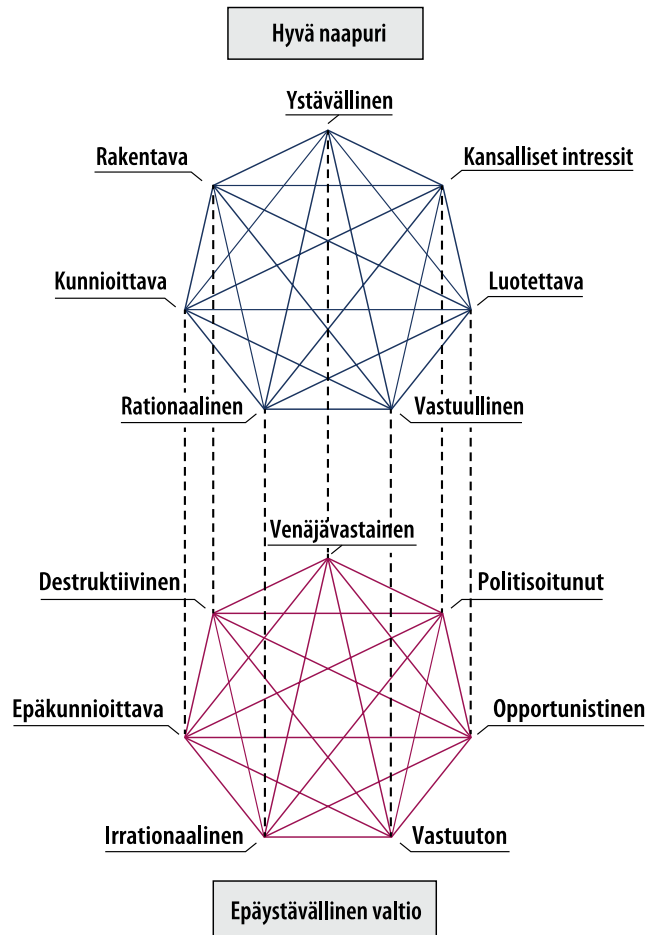 Hyvä naapuri
Ystävällinen
Rakentava
Kansalliset intressit
Kunnioittava
Luotettava
Rationaalinen
Vastuullinen
Venäjävastainen
Destruktiivinen
Politisoitunut
Epäkunnioittava
Opportunistinen
Irrationaalinen
Vastuuton
Epäystävällinen valtio